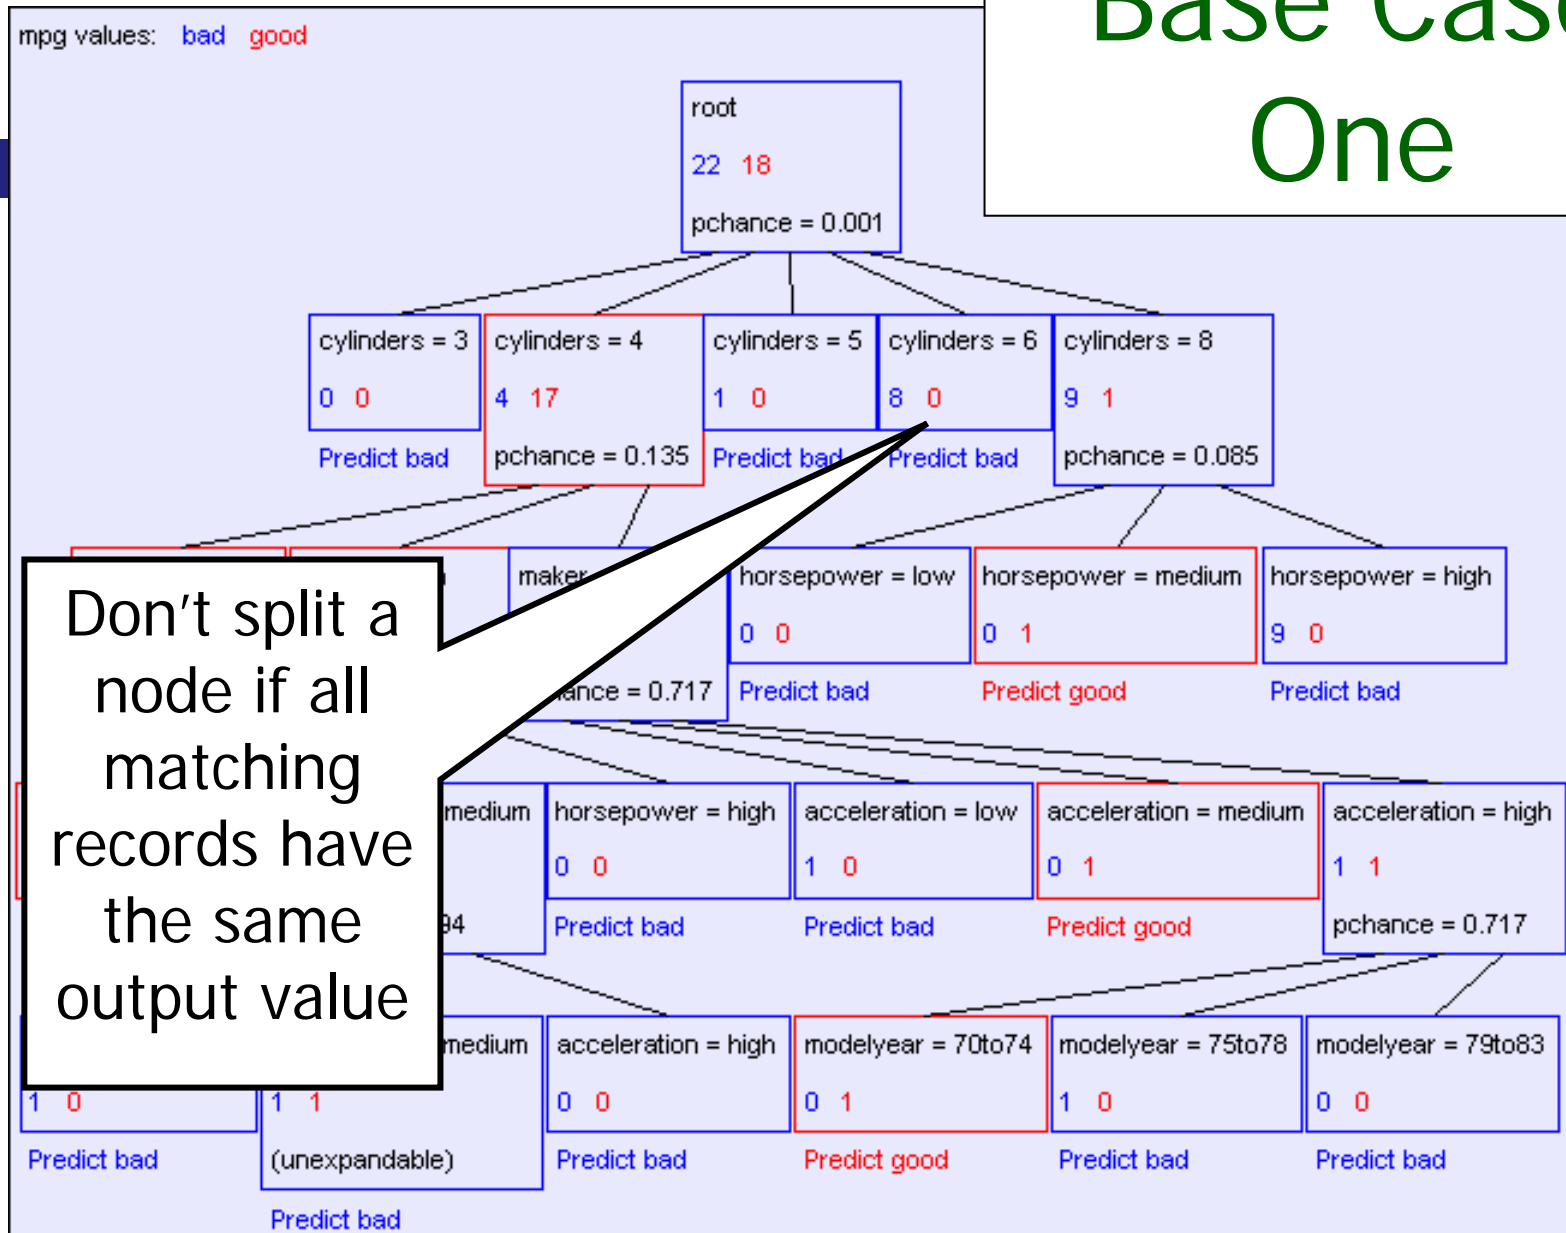 Base Case
One
mpg values: bad good
root
22 18
pchance = 0.001
cylinders = 3
0 0
Predict bad
cylinders = 4
4 17
pchance = 0.135
cylinders = 5
1 0
Predict bad
cylinders = 6
8 0
Predict bad
cylinders = 8
9 1
pchance = 0.085
maker
= 0.717
horsepower = low
0 0
Predict bad
horsepower = medium
0 1
Predict good
horsepower = high
9 0
Predict bad
Don't split a
node if all
matching
records have
the same
output value
medium
94
horsepower = high
0 0
Predict bad
acceleration = low
1 0
Predict bad
acceleration = medium
0 1
Predict good
acceleration = high
1 1
pchance = 0.717
1 0
Predict bad
medium
1 1
(unexpandable)
Predict bad
acceleration = high
0 0
Predict bad
modelyear = 70to74
0 1
Predict good
modelyear = 75to78
1 0
Predict bad
modelyear = 79to83
0 0
Predict bad